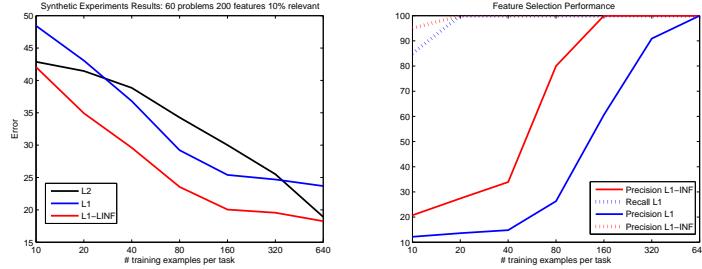 Synthetic Experiments Results: 60 problems 200 features 10% relevant
50
45
40
35
30
25
20
15
Error
10
20
40
80
160
320
640
# training examples per task
L2
L1
L1−LINF
Feature Selection Performance
100
90
80
70
60
50
40
30
20
10
10
20
40
80
160
320
64
# training examples per task
Precision L1−INF
Recall L1
Precision L1
Precision L1−INF